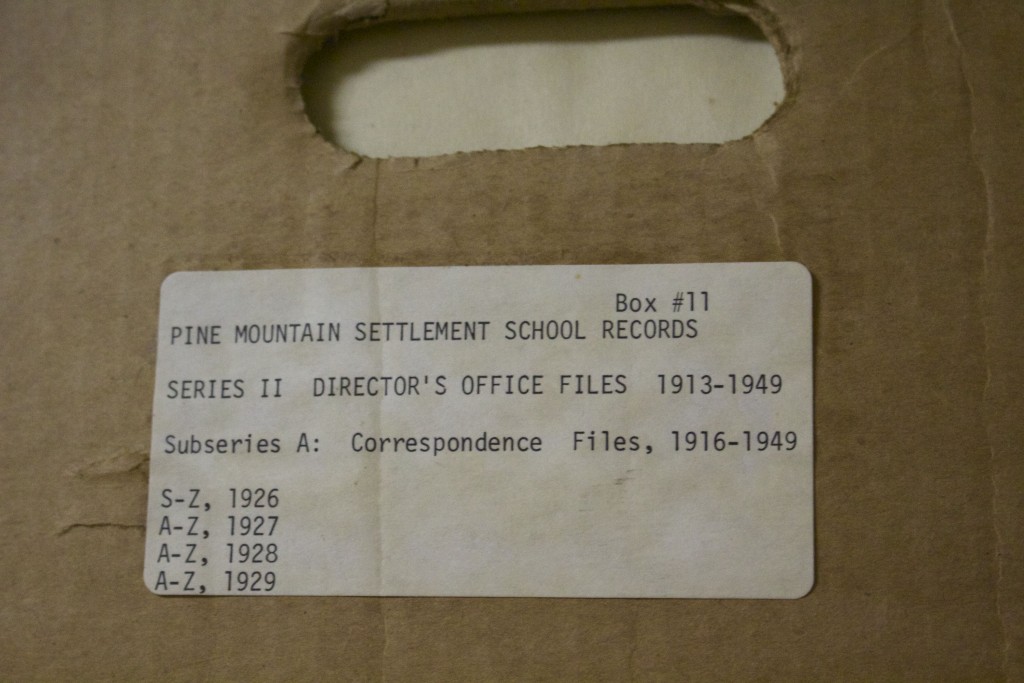 Box #11
PINE MOUNTAIN SETTLEMENT SCHOOL RECORDS
SERIES II DIRECTOR'S OFFICE FILES 1913-1949
Subseries A: Correspondence Files, 1916-1949
S-Z, 1926
A-Z, 1927
A-Z, 1928
A-Z, 1929